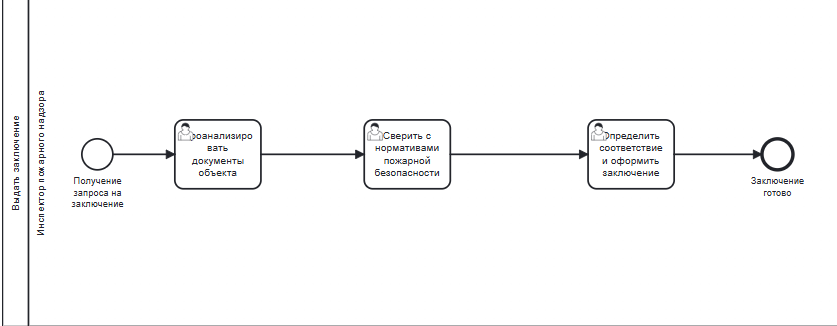 Выдать заключение
Инспектор пожарного надзора
Получение
запроса на
заключение
роанализиро
вать
документы
объекта
Сверить с
нормативами
пожарной
безопасности
Определить
соответствие
и оформить
заключение
Заключение
готово